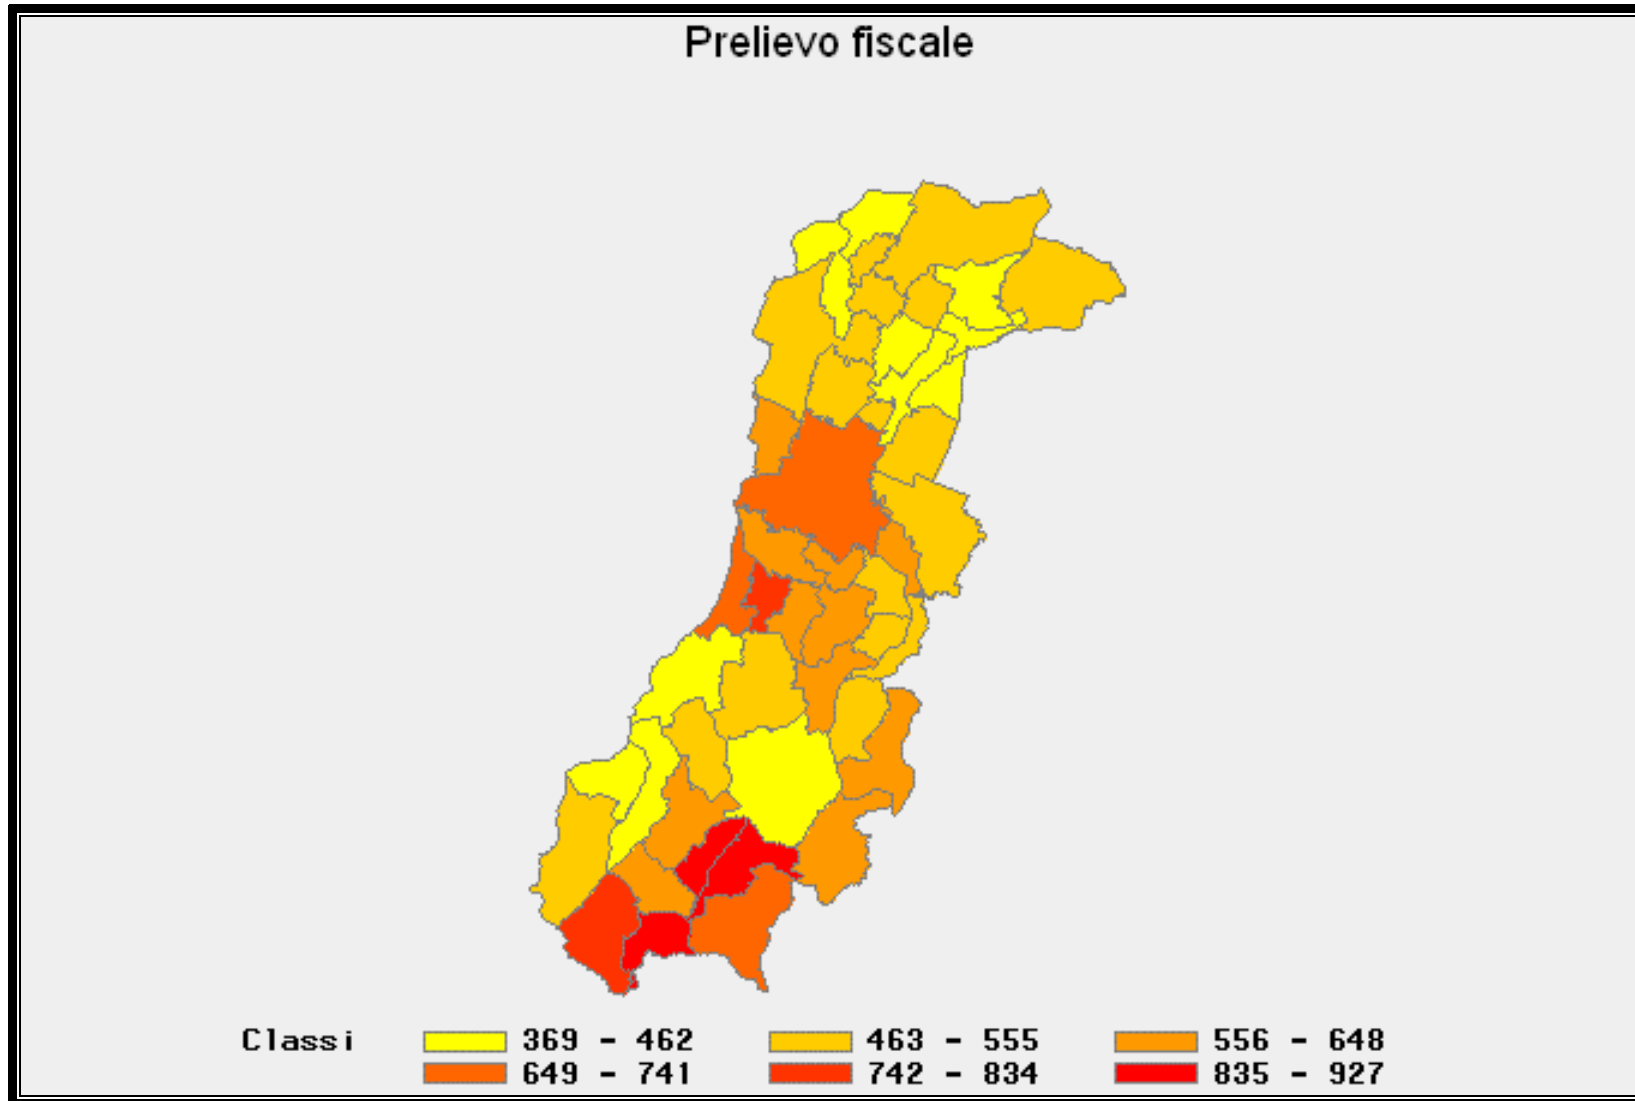 Prelievo fiscale
Classi 369 - 462 463 - 555 556 - 648
649 - 741 742 - 834 835 - 927